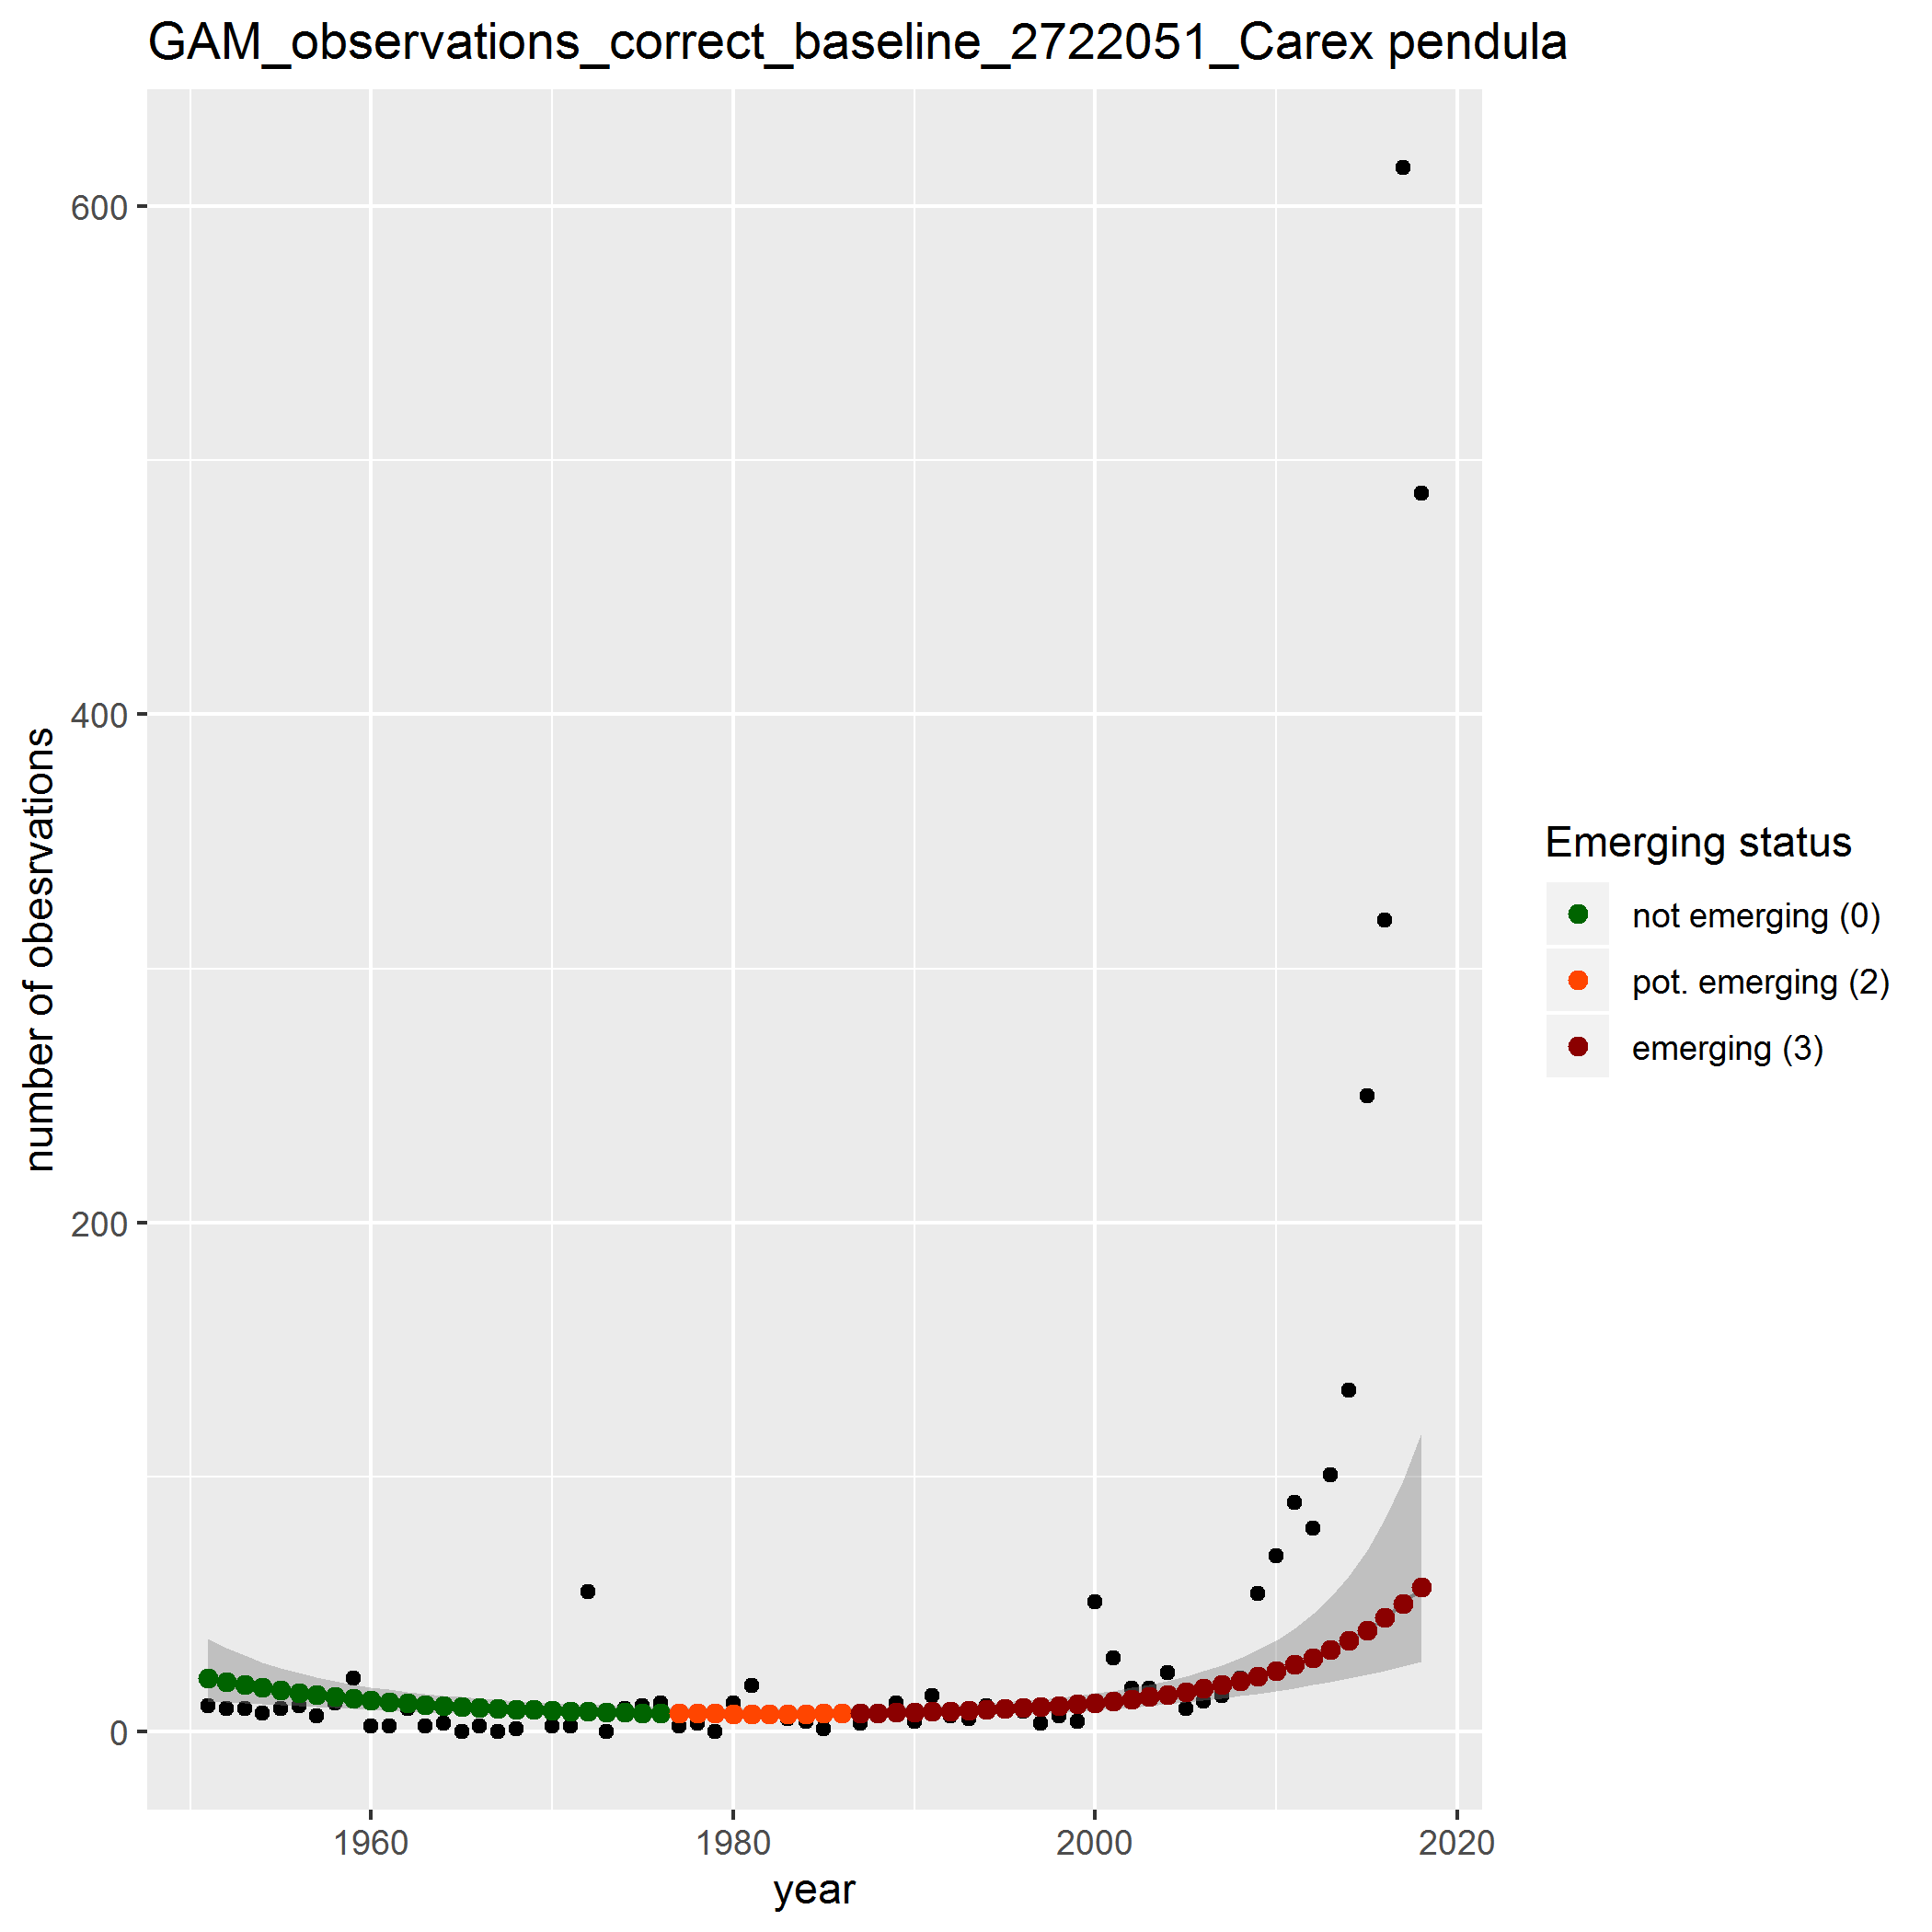 GAM_observations_correct_baseline_2722051_Carex pendula
600
400
200
0
number of obesrvations
1960
1980
2000
2020
year
Emerging status
not emerging (0)
pot. emerging (2)
emerging (3)